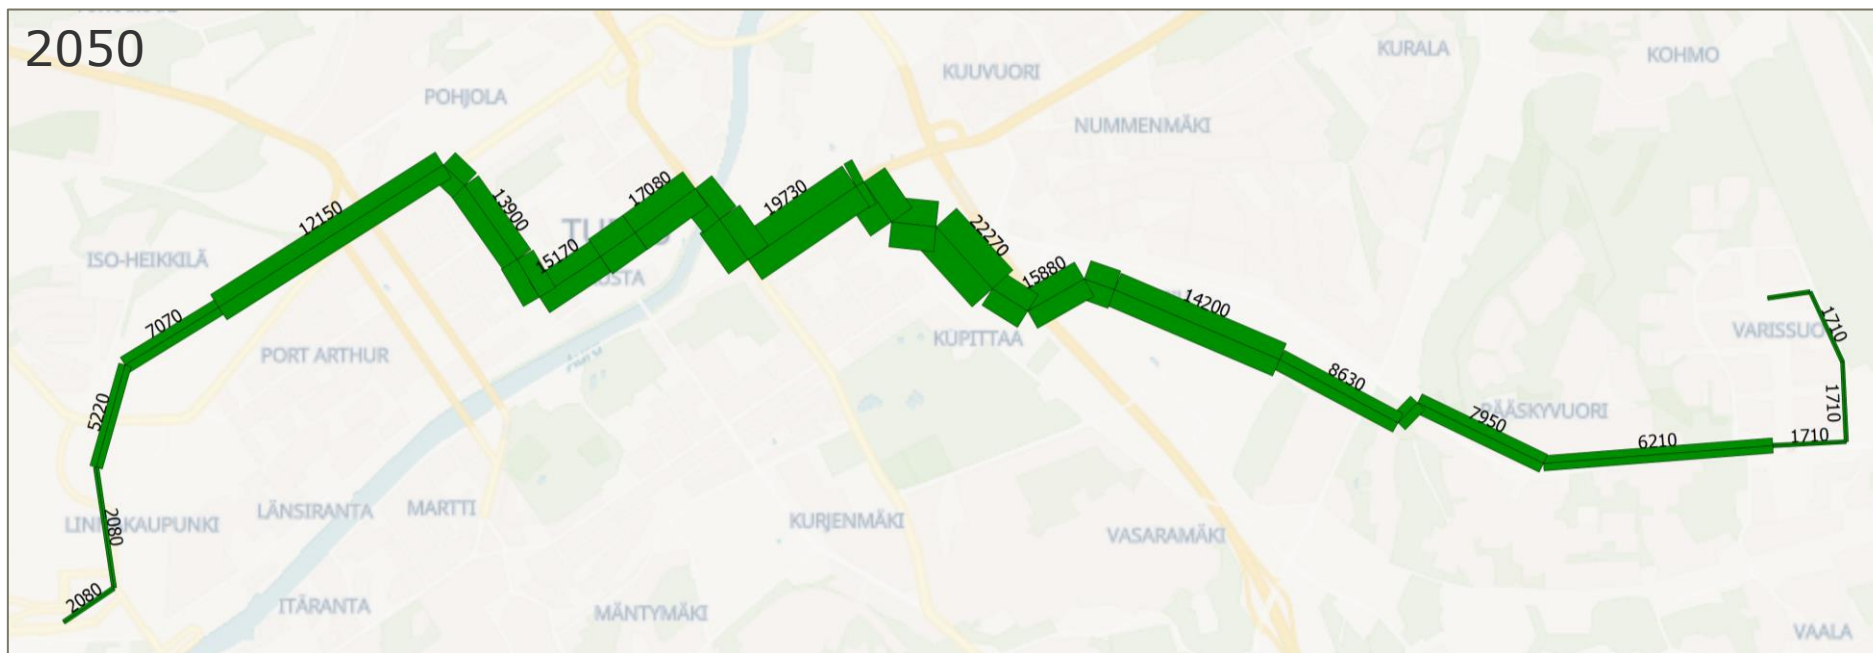 2050
KURALA
KOHMO
KUUVUORI
POHJOLA
NUMMENMÄKI
17080
19730
13900
12150
22270
15170
ISO-HEIKKILÄ
15880
14200
7070
1710
VARISSUO
KUPITTAA
PORT ARTHUR
8630
5220
1710
PÄÄSKYVUORI
7950
6210
1710
LÄNSIRANTA
MARTTI
2080
KURJENMÄKI
VASARAMÄKI
2080
ITÄRANTA
MÄNTYMÄKI
VAALA